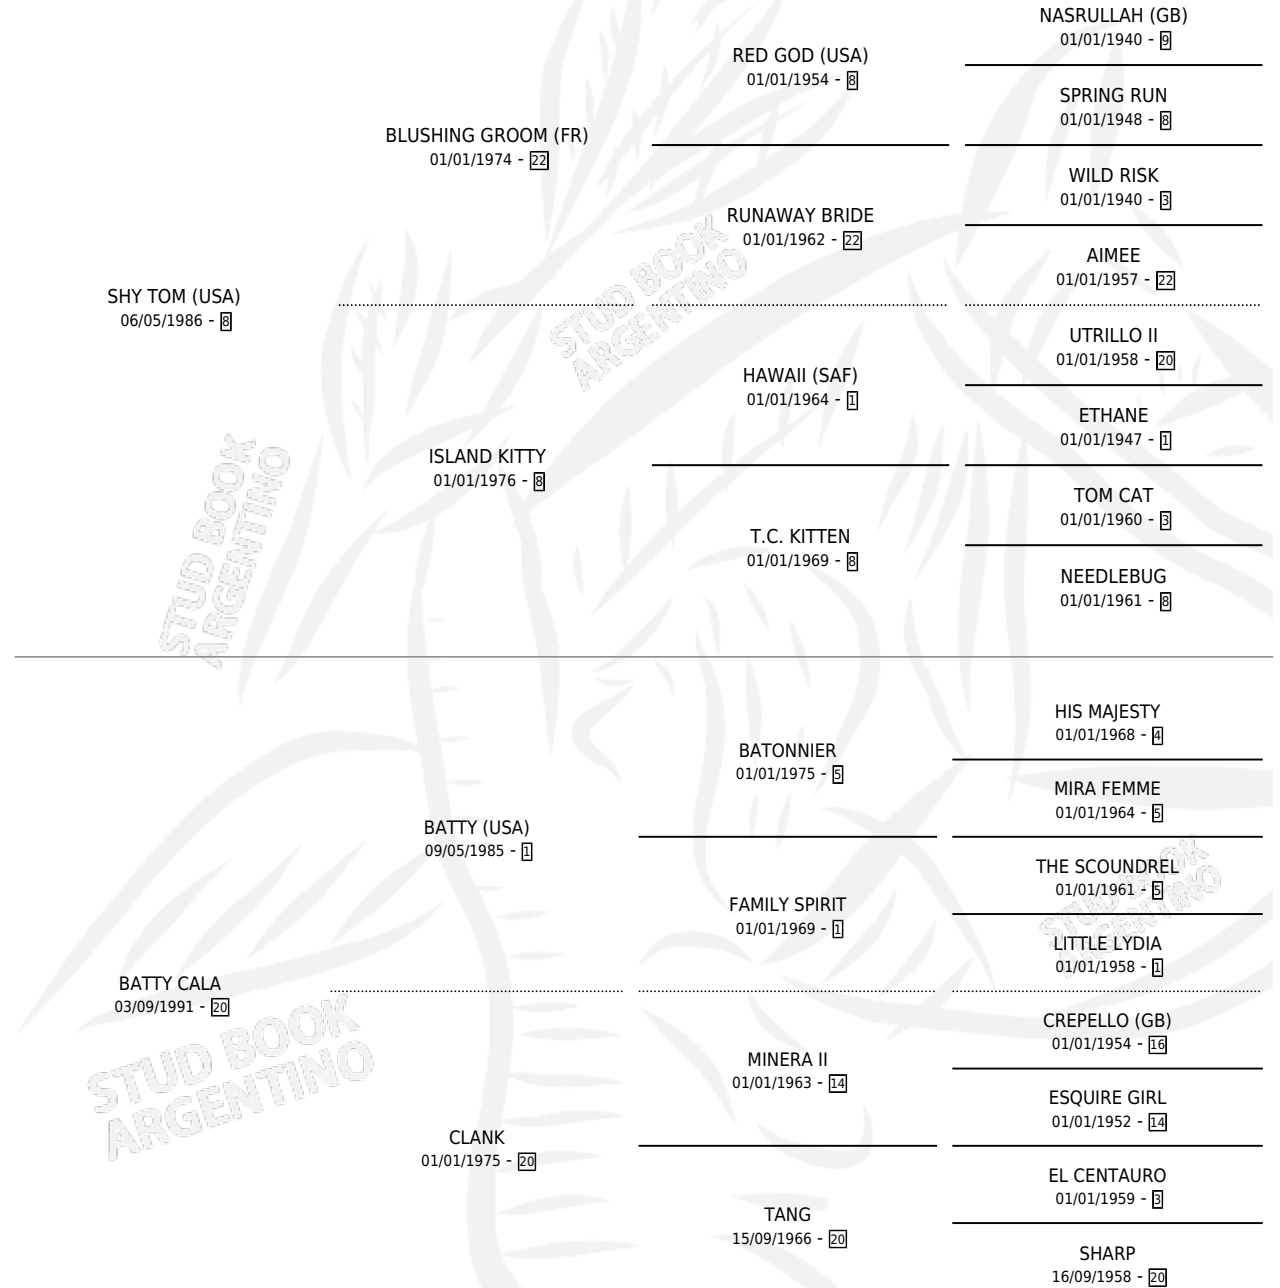 NASRULLAH (GB)
01/01/1940 - 9
RED GOD (USA)
01/01/1954 - 8
SPRING RUN
01/01/1948 - 8
BLUSHING GROOM (FR)
01/01/1974 - 22
WILD RISK
01/01/1940 - 3
RUNAWAY BRIDE
01/01/1962 - 22
AIMEE
01/01/1957 - 22
SHY TOM (USA)
06/05/1986 - 8
UTRILLO II
01/01/1958 - 20
HAWAII (SAF)
01/01/1964 - 1
ETHANE
01/01/1947 - 1
ISLAND KITTY
01/01/1976 - 8
TOM CAT
01/01/1960 - 3
T.C. KITTEN
01/01/1969 - 8
NEEDLEBUG
01/01/1961 - 8
HIS MAJESTY
01/01/1968 - 4
BATONNIER
01/01/1975 - 5
MIRA FEMME
01/01/1964 - 5
BATTY (USA)
09/05/1985 - 1
THE SCOUNDREL
01/01/1961 - 5
FAMILY SPIRIT
01/01/1969 - 1
LITTLE LYDIA
01/01/1958 - 1
BATTY CALA
03/09/1991 - 20
CREPELLO (GB)
01/01/1954 - 16
MINERA II
01/01/1963 - 14
ESQUIRE GIRL
01/01/1952 - 14
CLANK
01/01/1975 - 20
EL CENTAURO
01/01/1959 - 3
TANG
15/09/1966 - 20
SHARP
16/09/1958 - 20
STUD BOOK
ARGENTINO
STUD BOOK
ARGENTINO
STUD BOOK
ARGENTINO
STUD BOOK
ARGENTINO